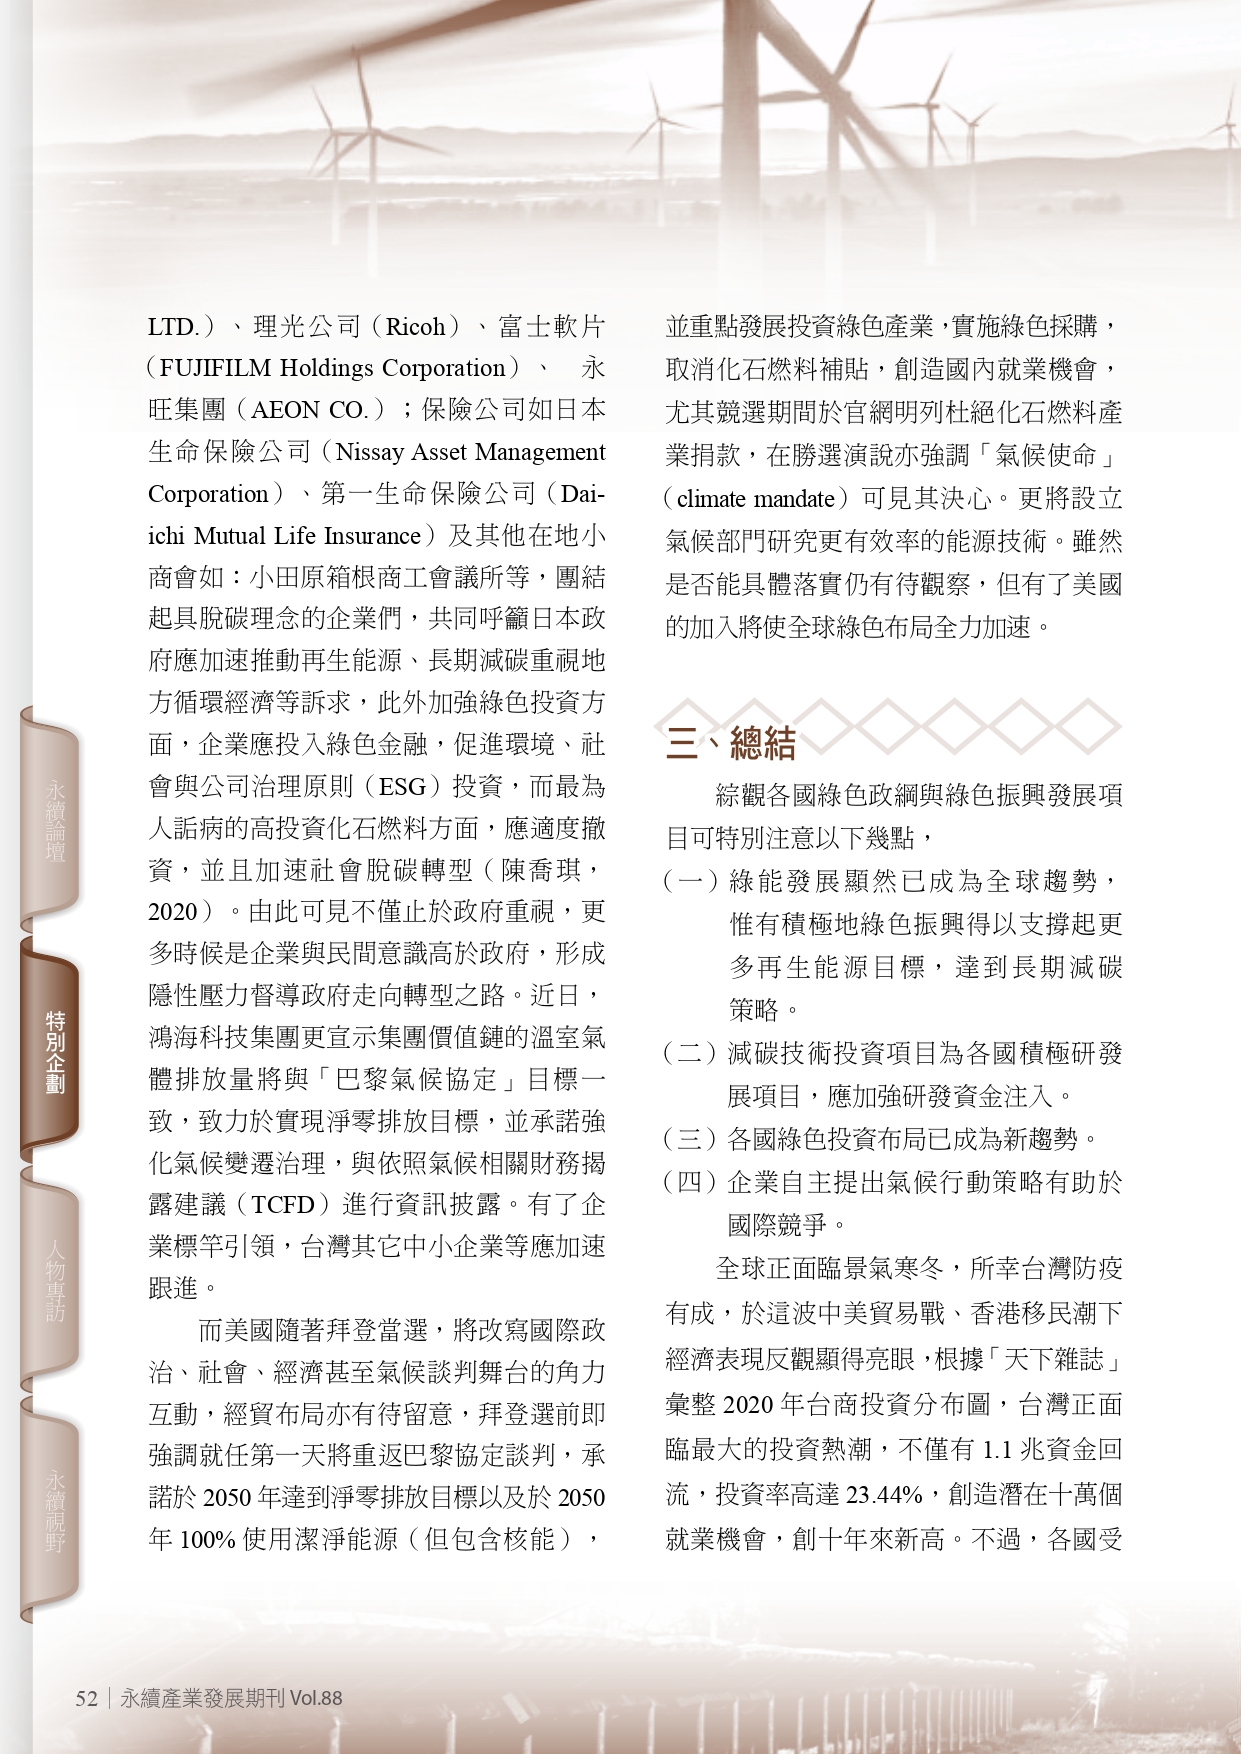 LTD.）、理光公司（Ricoh）、富士軟片
（FUJIFILM Holdings Corporation）、　永
旺集團（AEON CO.）；保險公司如日本
生命保險公司（Nissay Asset Management
Corporation）、第一生命保險公司（Dai-
ichi Mutual Life Insurance）及其他在地小
商會如：小田原箱根商工會議所等，團結
起具脫碳理念的企業們，共同呼籲日本政
府應加速推動再生能源、長期減碳重視地
方循環經濟等訴求，此外加強綠色投資方
面，企業應投入綠色金融，促進環境、社
會與公司治理原則（ESG）投資，而最為
人詬病的高投資化石燃料方面，應適度撤
資，並且加速社會脫碳轉型（陳喬琪，
2020）。由此可見不僅止於政府重視，更
多時候是企業與民間意識高於政府，形成
隱性壓力督導政府走向轉型之路。近日，
鴻海科技集團更宣示集團價值鏈的溫室氣
體排放量將與「巴黎氣候協定」目標一
致，致力於實現淨零排放目標，並承諾強
化氣候變遷治理，與依照氣候相關財務揭
露建議（TCFD）進行資訊披露。有了企
業標竿引領，台灣其它中小企業等應加速
跟進。
而美國隨著拜登當選，將改寫國際政
治、社會、經濟甚至氣候談判舞台的角力
互動，經貿布局亦有待留意，拜登選前即
強調就任第一天將重返巴黎協定談判，承
諾於 2050 年達到淨零排放目標以及於 2050
年 100% 使用潔淨能源（但包含核能），
並重點發展投資綠色產業，實施綠色採購，
取消化石燃料補貼，創造國內就業機會，
尤其競選期間於官網明列杜絕化石燃料產
業捐款，在勝選演說亦強調「氣候使命」
（climate mandate）可見其決心。更將設立
氣候部門研究更有效率的能源技術。雖然
是否能具體落實仍有待觀察，但有了美國
的加入將使全球綠色布局全力加速。
三、總結
綜觀各國綠色政綱與綠色振興發展項
目可特別注意以下幾點，
（一）綠能發展顯然已成為全球趨勢，
惟有積極地綠色振興得以支撐起更
多再生能源目標，達到長期減碳
策略。
（二）減碳技術投資項目為各國積極研發
展項目，應加強研發資金注入。
（三）各國綠色投資布局已成為新趨勢。
（四）企業自主提出氣候行動策略有助於
國際競爭。
全球正面臨景氣寒冬，所幸台灣防疫
有成，於這波中美貿易戰、香港移民潮下
經濟表現反觀顯得亮眼，根據「天下雜誌」
彙整 2020 年台商投資分布圖，台灣正面
臨最大的投資熱潮，不僅有 1.1 兆資金回
流，投資率高達 23.44%，創造潛在十萬個
就業機會，創十年來新高。不過，各國受
永續論壇
特別企劃
人物專訪
永續視野
52｜永續產業發展期刊 Vol.88